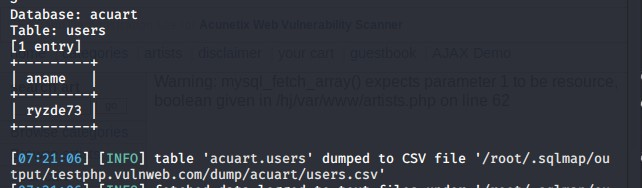 Database: acuart
Acunetix Web Vulnerability Scanner
Table: users
[1 entry]
categories artists disclaimer your cart guestbook AJAX Demo
+---------+
| aname   |
+---------+
| ryzde73 |
+---------+
Warning: mysql_fetch_array() expects parameter 1 to be resource,
boolean given in /hj/var/www/artists.php on line 62
[07:21:06] [INFO] table 'acuart.users' dumped to CSV file '/root/.sqlmap/ou
tput/testphp.vulnweb.com/dump/acuart/users.csv'